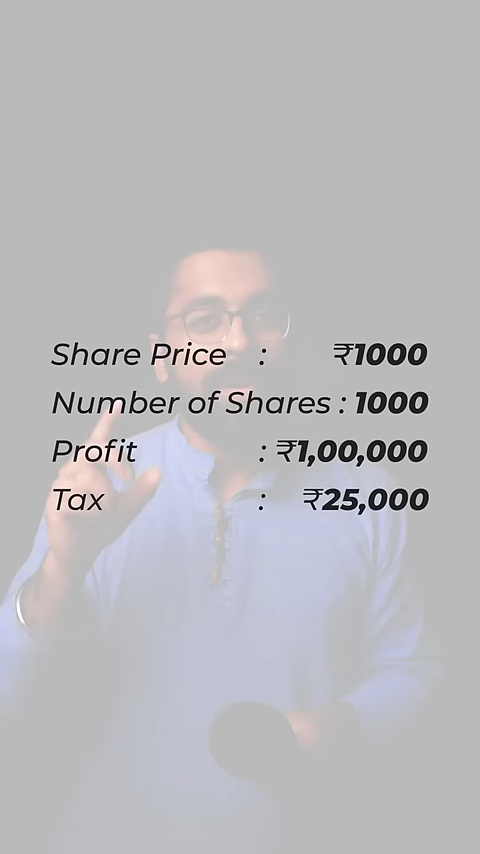 Share Price : ₹1000
Number of Shares : 1000
Profit : ₹1,00,000
Tax : ₹25,000